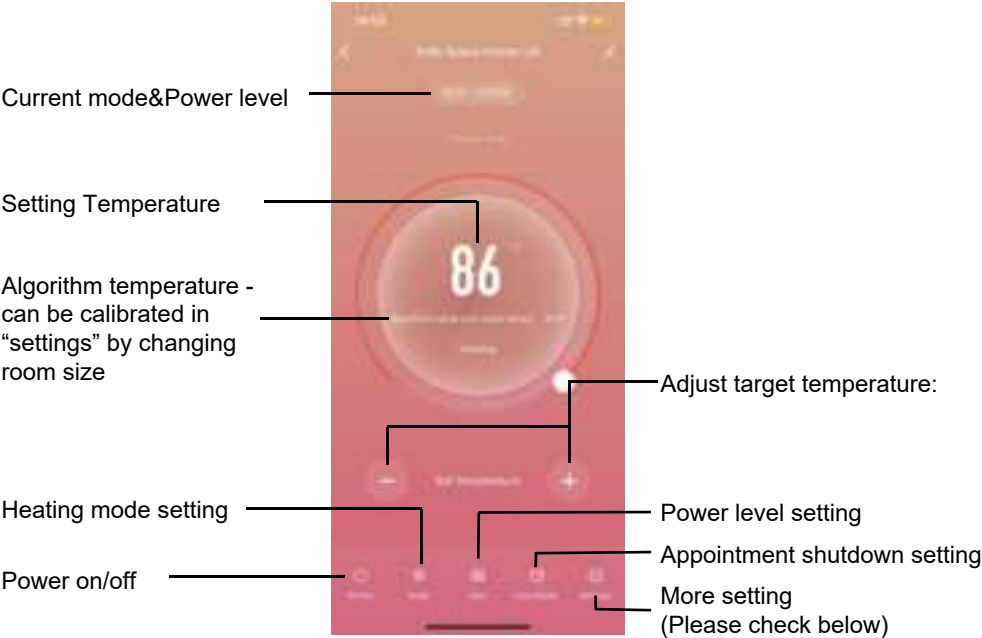 Current mode&Power level
Setting Temperature
86
Algorithm temperature -
can be calibrated in
“settings” by changing
room size
Adjust target temperature:
Heating mode setting
Power level setting
Appointment shutdown setting
Power on/off
More setting
(Please check below)